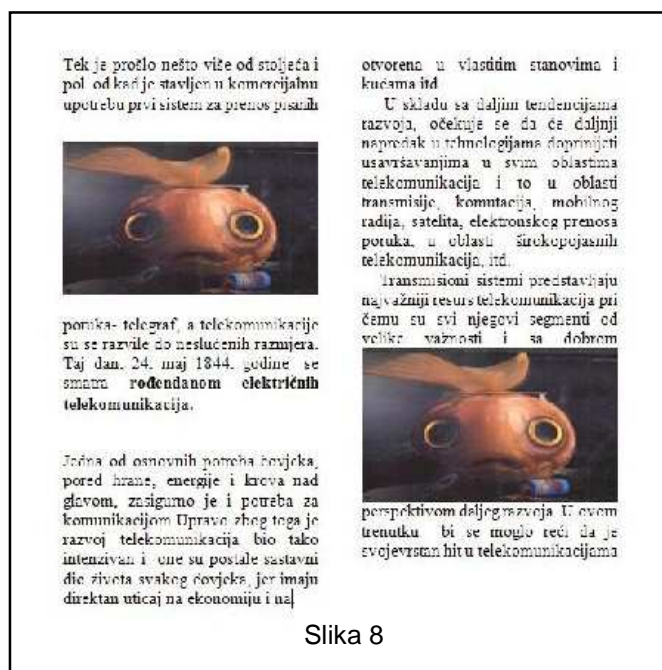 Tek je prošlo nešto više od stoljeća i
pol od kad je stavljen u komercijalnu
upotrebu prvi sistem za prenos pisanih
poruka- telegraf, a telekomunikacije
su se razvile do neslućenih razmjera.
Taj dan, 24. maj 1844. godine se
smatra rođendanom električnih
telekomunikacija.
Jedna od osnovnih potreba čovjeka,
pored hrane, energije i krova nad
glavom, zasigurno je i potreba za
komunikacijom Upravo zbog toga je
razvoj telekomunikacija bio tako
intenzivan i one su postale sastavni
dio života svakog čovjeka, jer imaju
direktan uticaj na ekonomiju i na
otvorena u vlastitim stanovima i
kućama itd
U skladu sa daljim tendencijama
razvoja, očekuje se da će daljnji
napredak u tehnologijama doprinijeti
usavršavanjima u svim oblastima
telekomunikacija i to u oblasti
transmisije, komutacija, mobilnog
radija, satelita, elektronskog prenosa
poruka, u oblasti širokopojasnih
telekomunikacija, itd.
Transmisioni sistemi predstavljaju
najvažniji resurs telekomunikacija pri
čemu su svi njegovi segmenti od
velike važnosti i sa dobrom
perspektivom daljeg razvoja. U ovom
trenutku bi se moglo reći da je
svojevrstan hit u telekomunikacijama
Slika 8